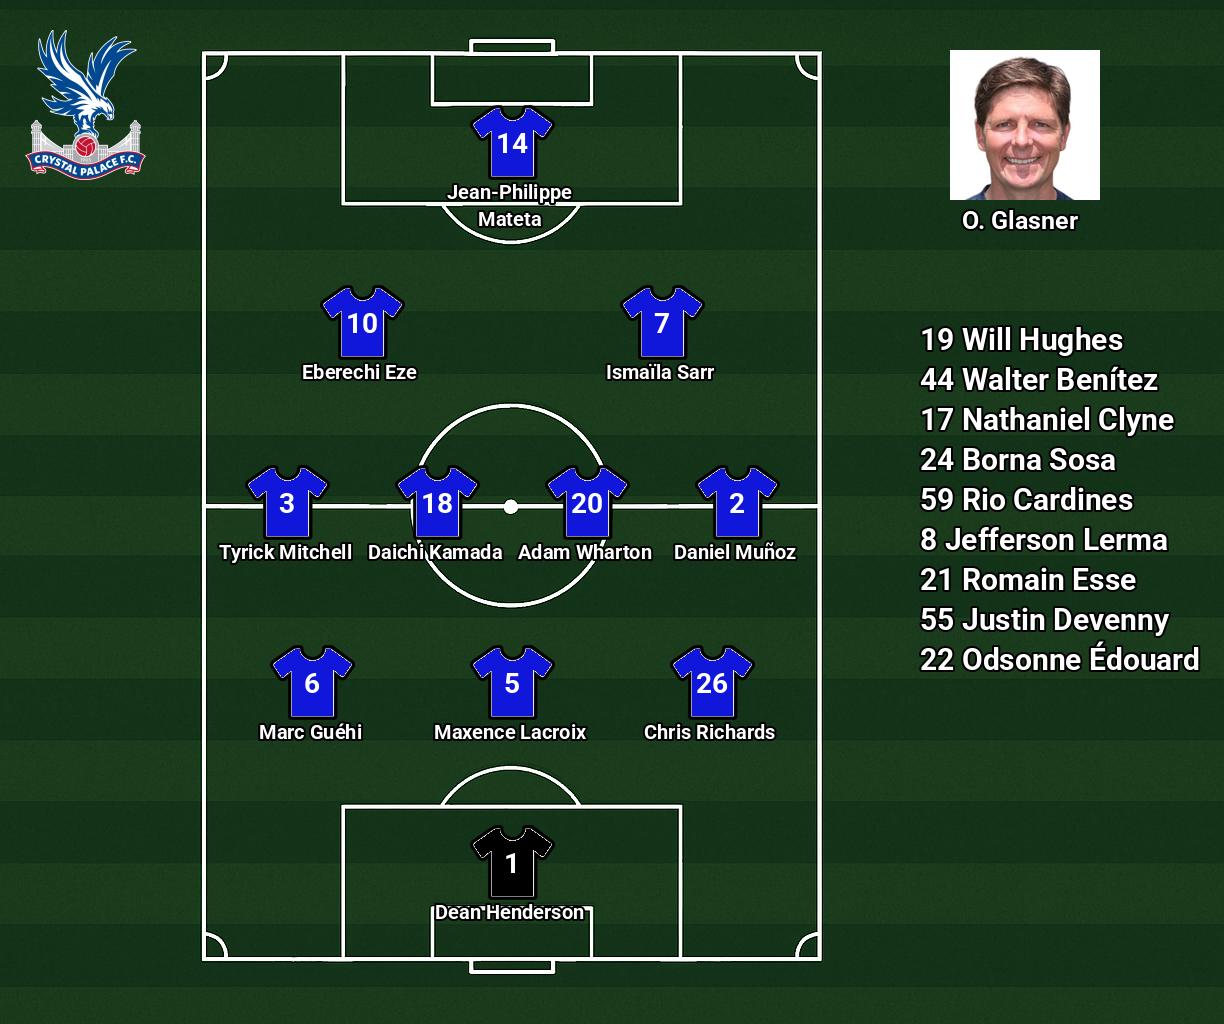 CRYSTAL PALACE F.C.
14
Jean-Philippe
Mateta
O. Glasner
10
Eberechi Eze
7
Ismaïla Sarr
3
Tyrick Mitchell
18
Daichi Kamada
20
Adam Wharton
2
Daniel Muñoz
6
Marc Guéhi
5
Maxence Lacroix
26
Chris Richards
1
Dean Henderson
19 Will Hughes
44 Walter Benítez
17 Nathaniel Clyne
24 Borna Sosa
59 Rio Cardines
8 Jefferson Lerma
21 Romain Esse
55 Justin Devenny
22 Odsonne Édouard